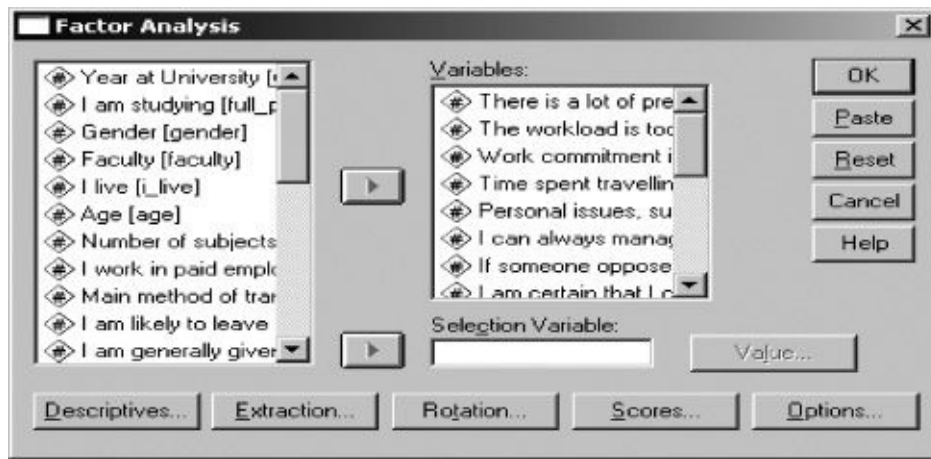 Factor Analysis
Year at University [
I am studying [full_p
Gender [gender]
Faculty [faculty]
I live [i_live]
Age [age]
Number of subjects
I work in paid emplo
Main method of trar
I am likely to leave
I am generally giver
Variables:
There is a lot of pre
The workload is too
Work commitment i
Time spent travellin
Personal issues, su
I can always manag
If someone oppose
I am certain that I c
Selection Variable:
Value...
OK
Paste
Reset
Cancel
Help
Descriptives...
Extraction...
Rotation...
Scores...
Options...